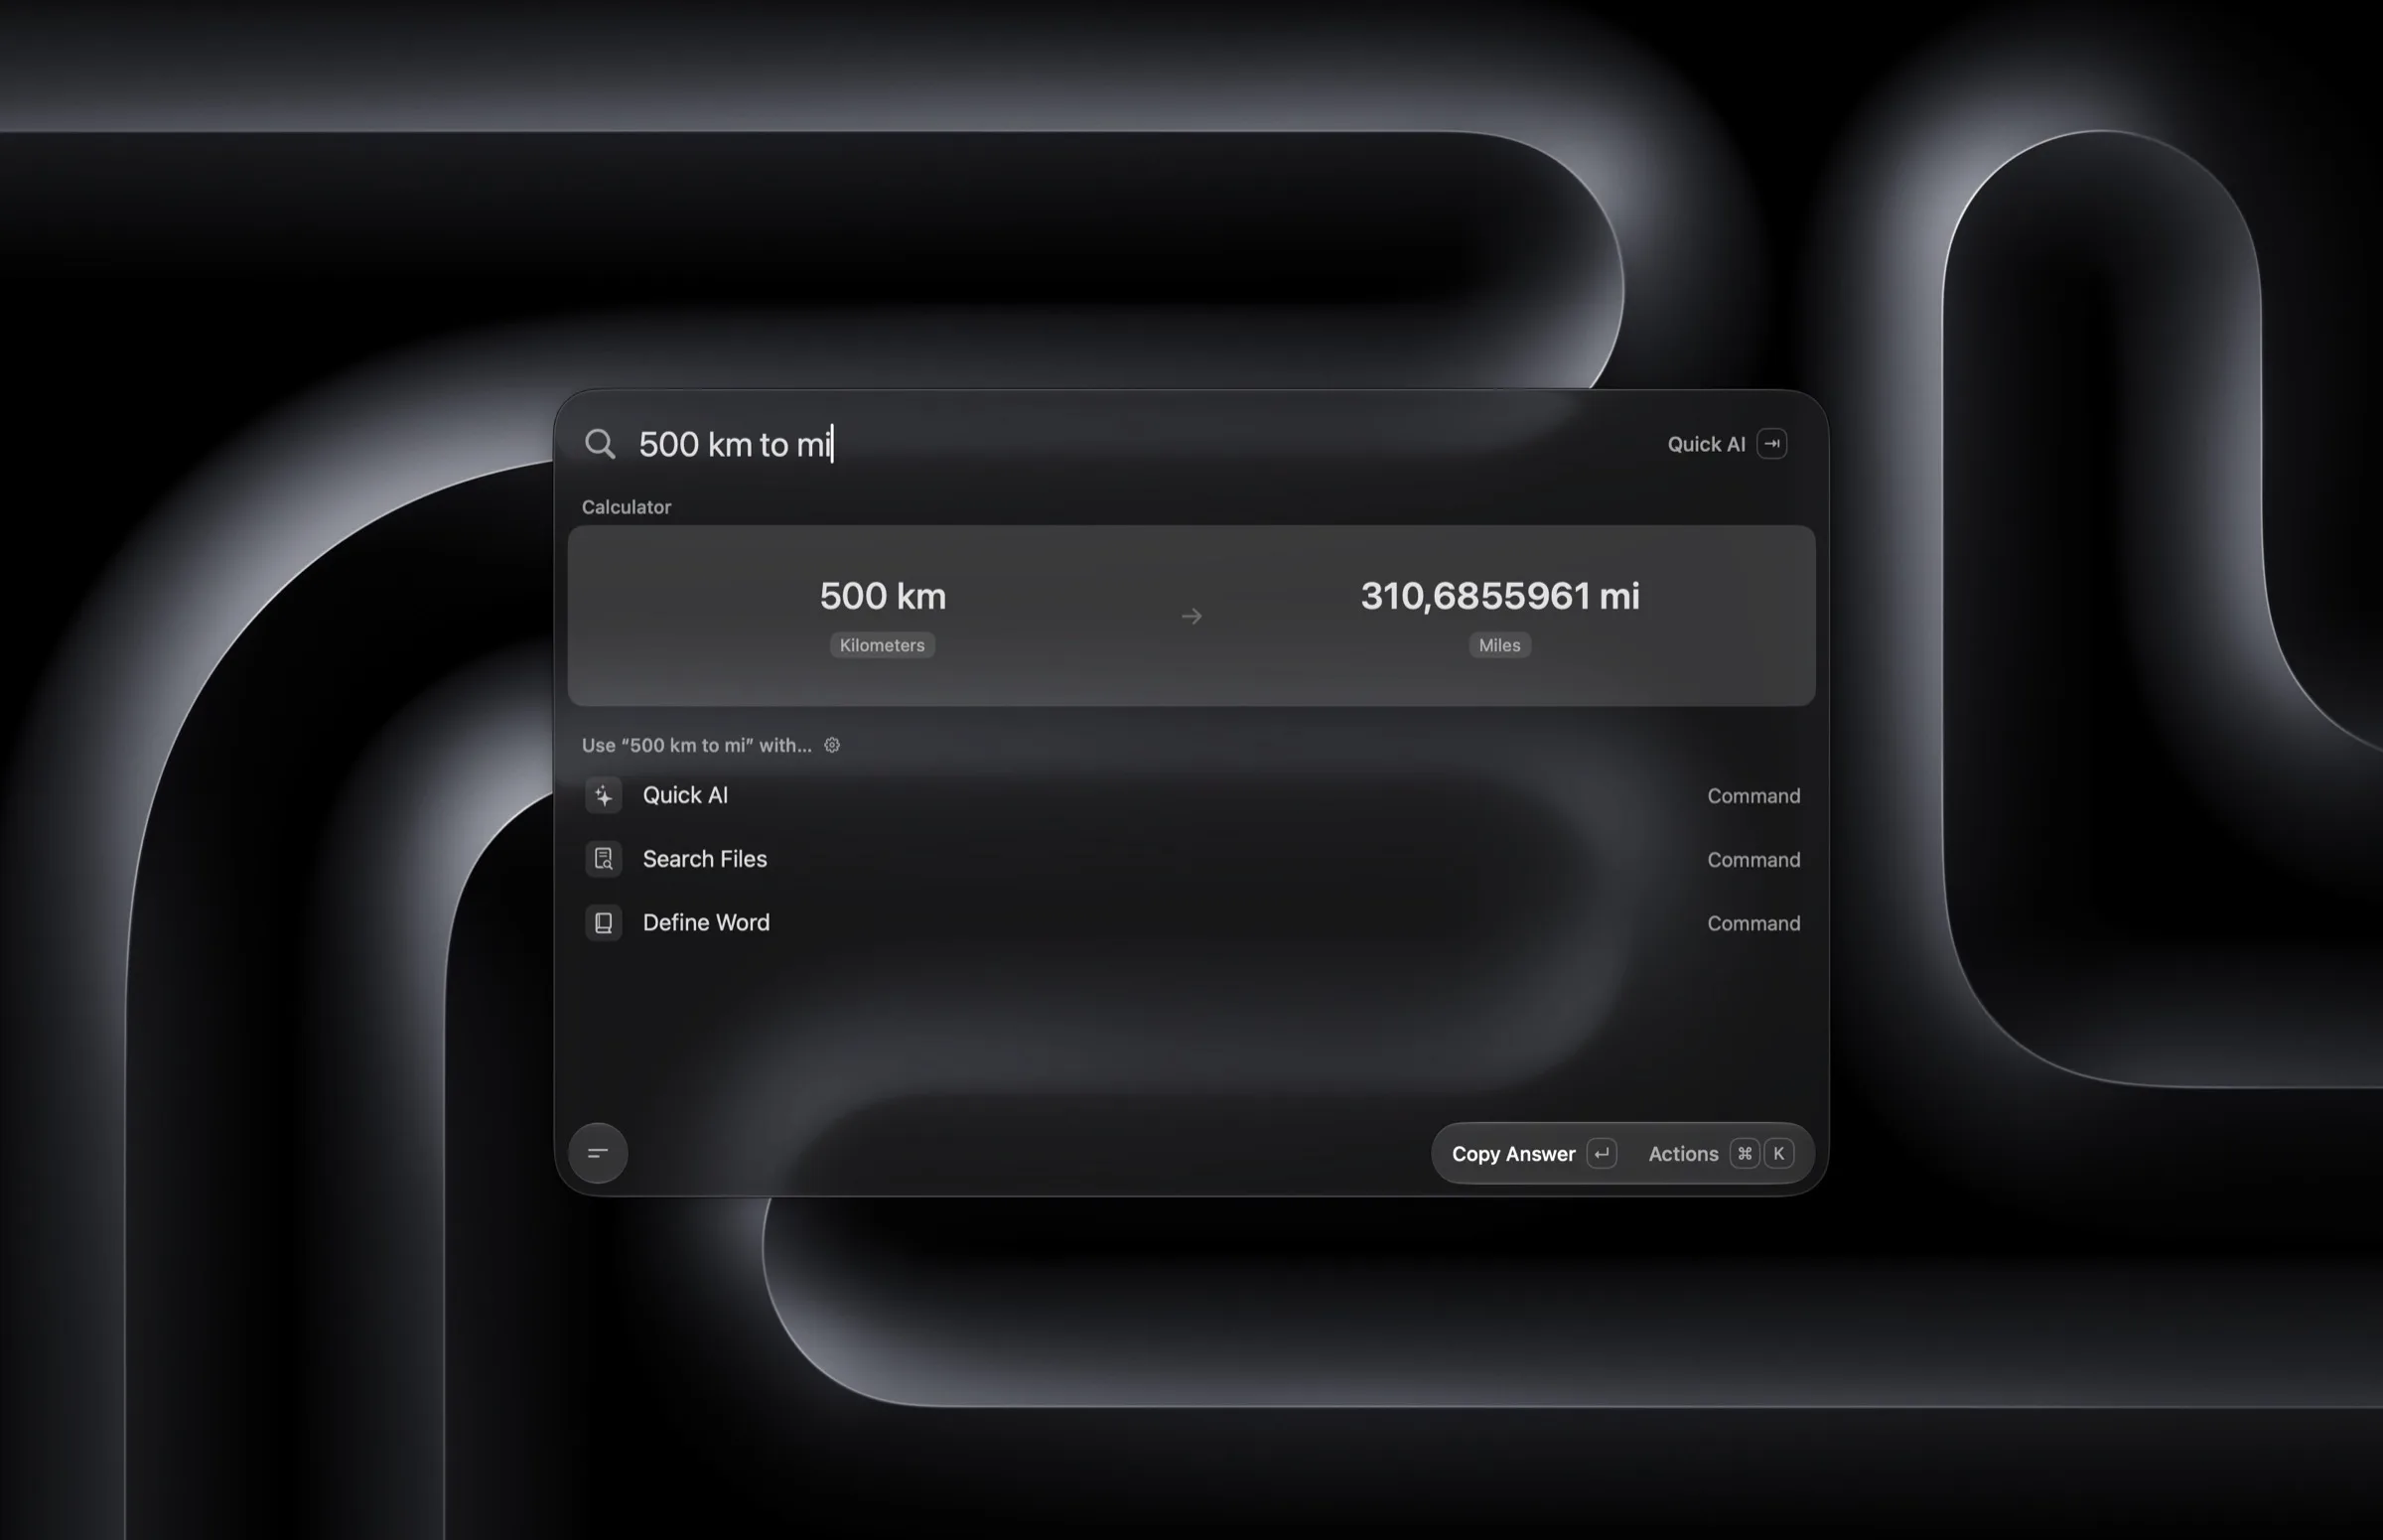 500 km to mi
Quick AI
Calculator
500 km
Kilometers
310,6855961 mi
Miles
Use “500 km to mi” with...
Quick AI
Command
Search Files
Command
Define Word
Command
Copy Answer
Actions ⌘ K